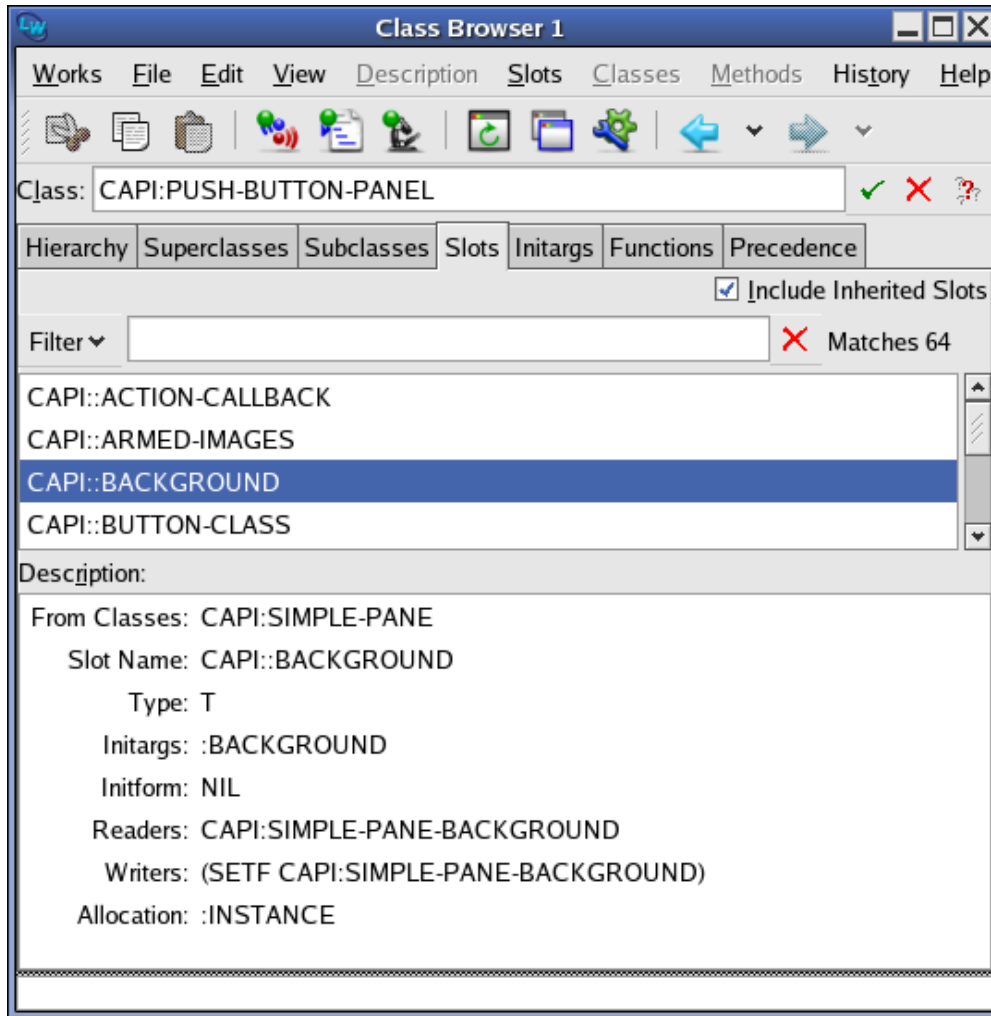 LW Class Browser 1
Works File Edit View Description Slots Classes Methods History Help
Class: CAPI:PUSH-BUTTON-PANEL
Hierarchy Superclasses Subclasses Slots Initargs Functions Precedence
Include Inherited Slots
Filter Matches 64
CAPI::ACTION-CALLBACK
CAPI::ARMED-IMAGES
CAPI::BACKGROUND
CAPI::BUTTON-CLASS
Description:
From Classes: CAPI:SIMPLE-PANE
Slot Name: CAPI::BACKGROUND
Type: T
Initargs: :BACKGROUND
Initform: NIL
Readers: CAPI:SIMPLE-PANE-BACKGROUND
Writers: (SETF CAPI:SIMPLE-PANE-BACKGROUND)
Allocation: :INSTANCE